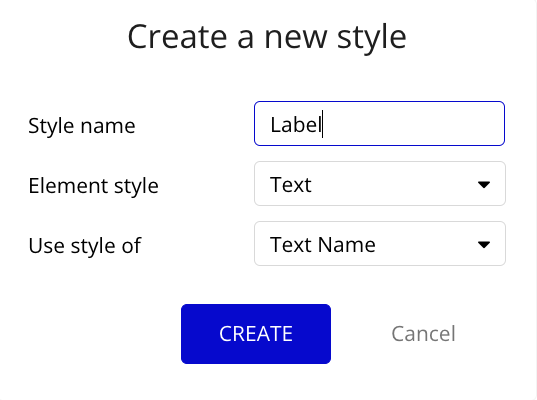 Create a new style
Style name Label
Element style Text
Use style of Text Name
CREATE Cancel